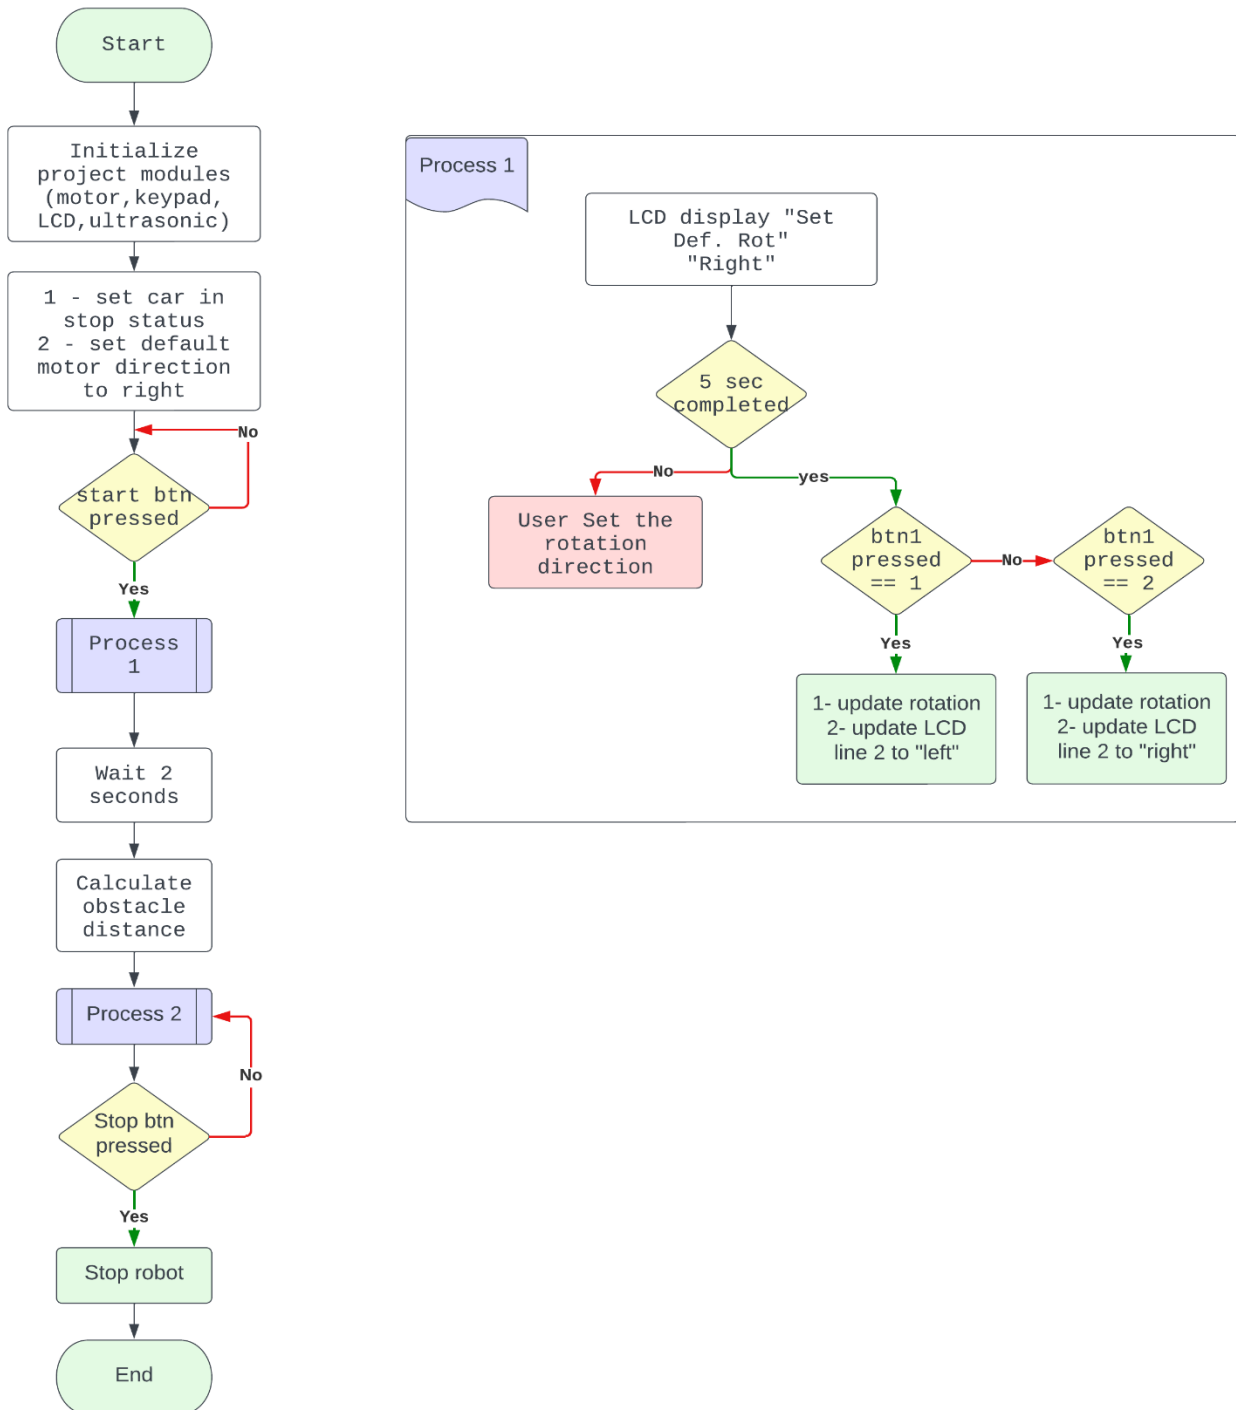 Start
Initialize
project modules
(motor,keypad,
LCD,ultrasonic)
1 - set car in
stop status
2 - set default
motor direction
to right
No
start btn
pressed
Yes
Process
1
Wait 2
seconds
Calculate
obstacle
distance
Process 2
No
Stop btn
pressed
Yes
Stop robot
End
Process 1
LCD display "Set
Def. Rot"
"Right"
5 sec
completed
No
yes
User Set the
rotation
direction
btn1
pressed
== 1
No
btn1
pressed
== 2
Yes
Yes
1- update rotation
2- update LCD
line 2 to "left"
1- update rotation
2- update LCD
line 2 to "right"